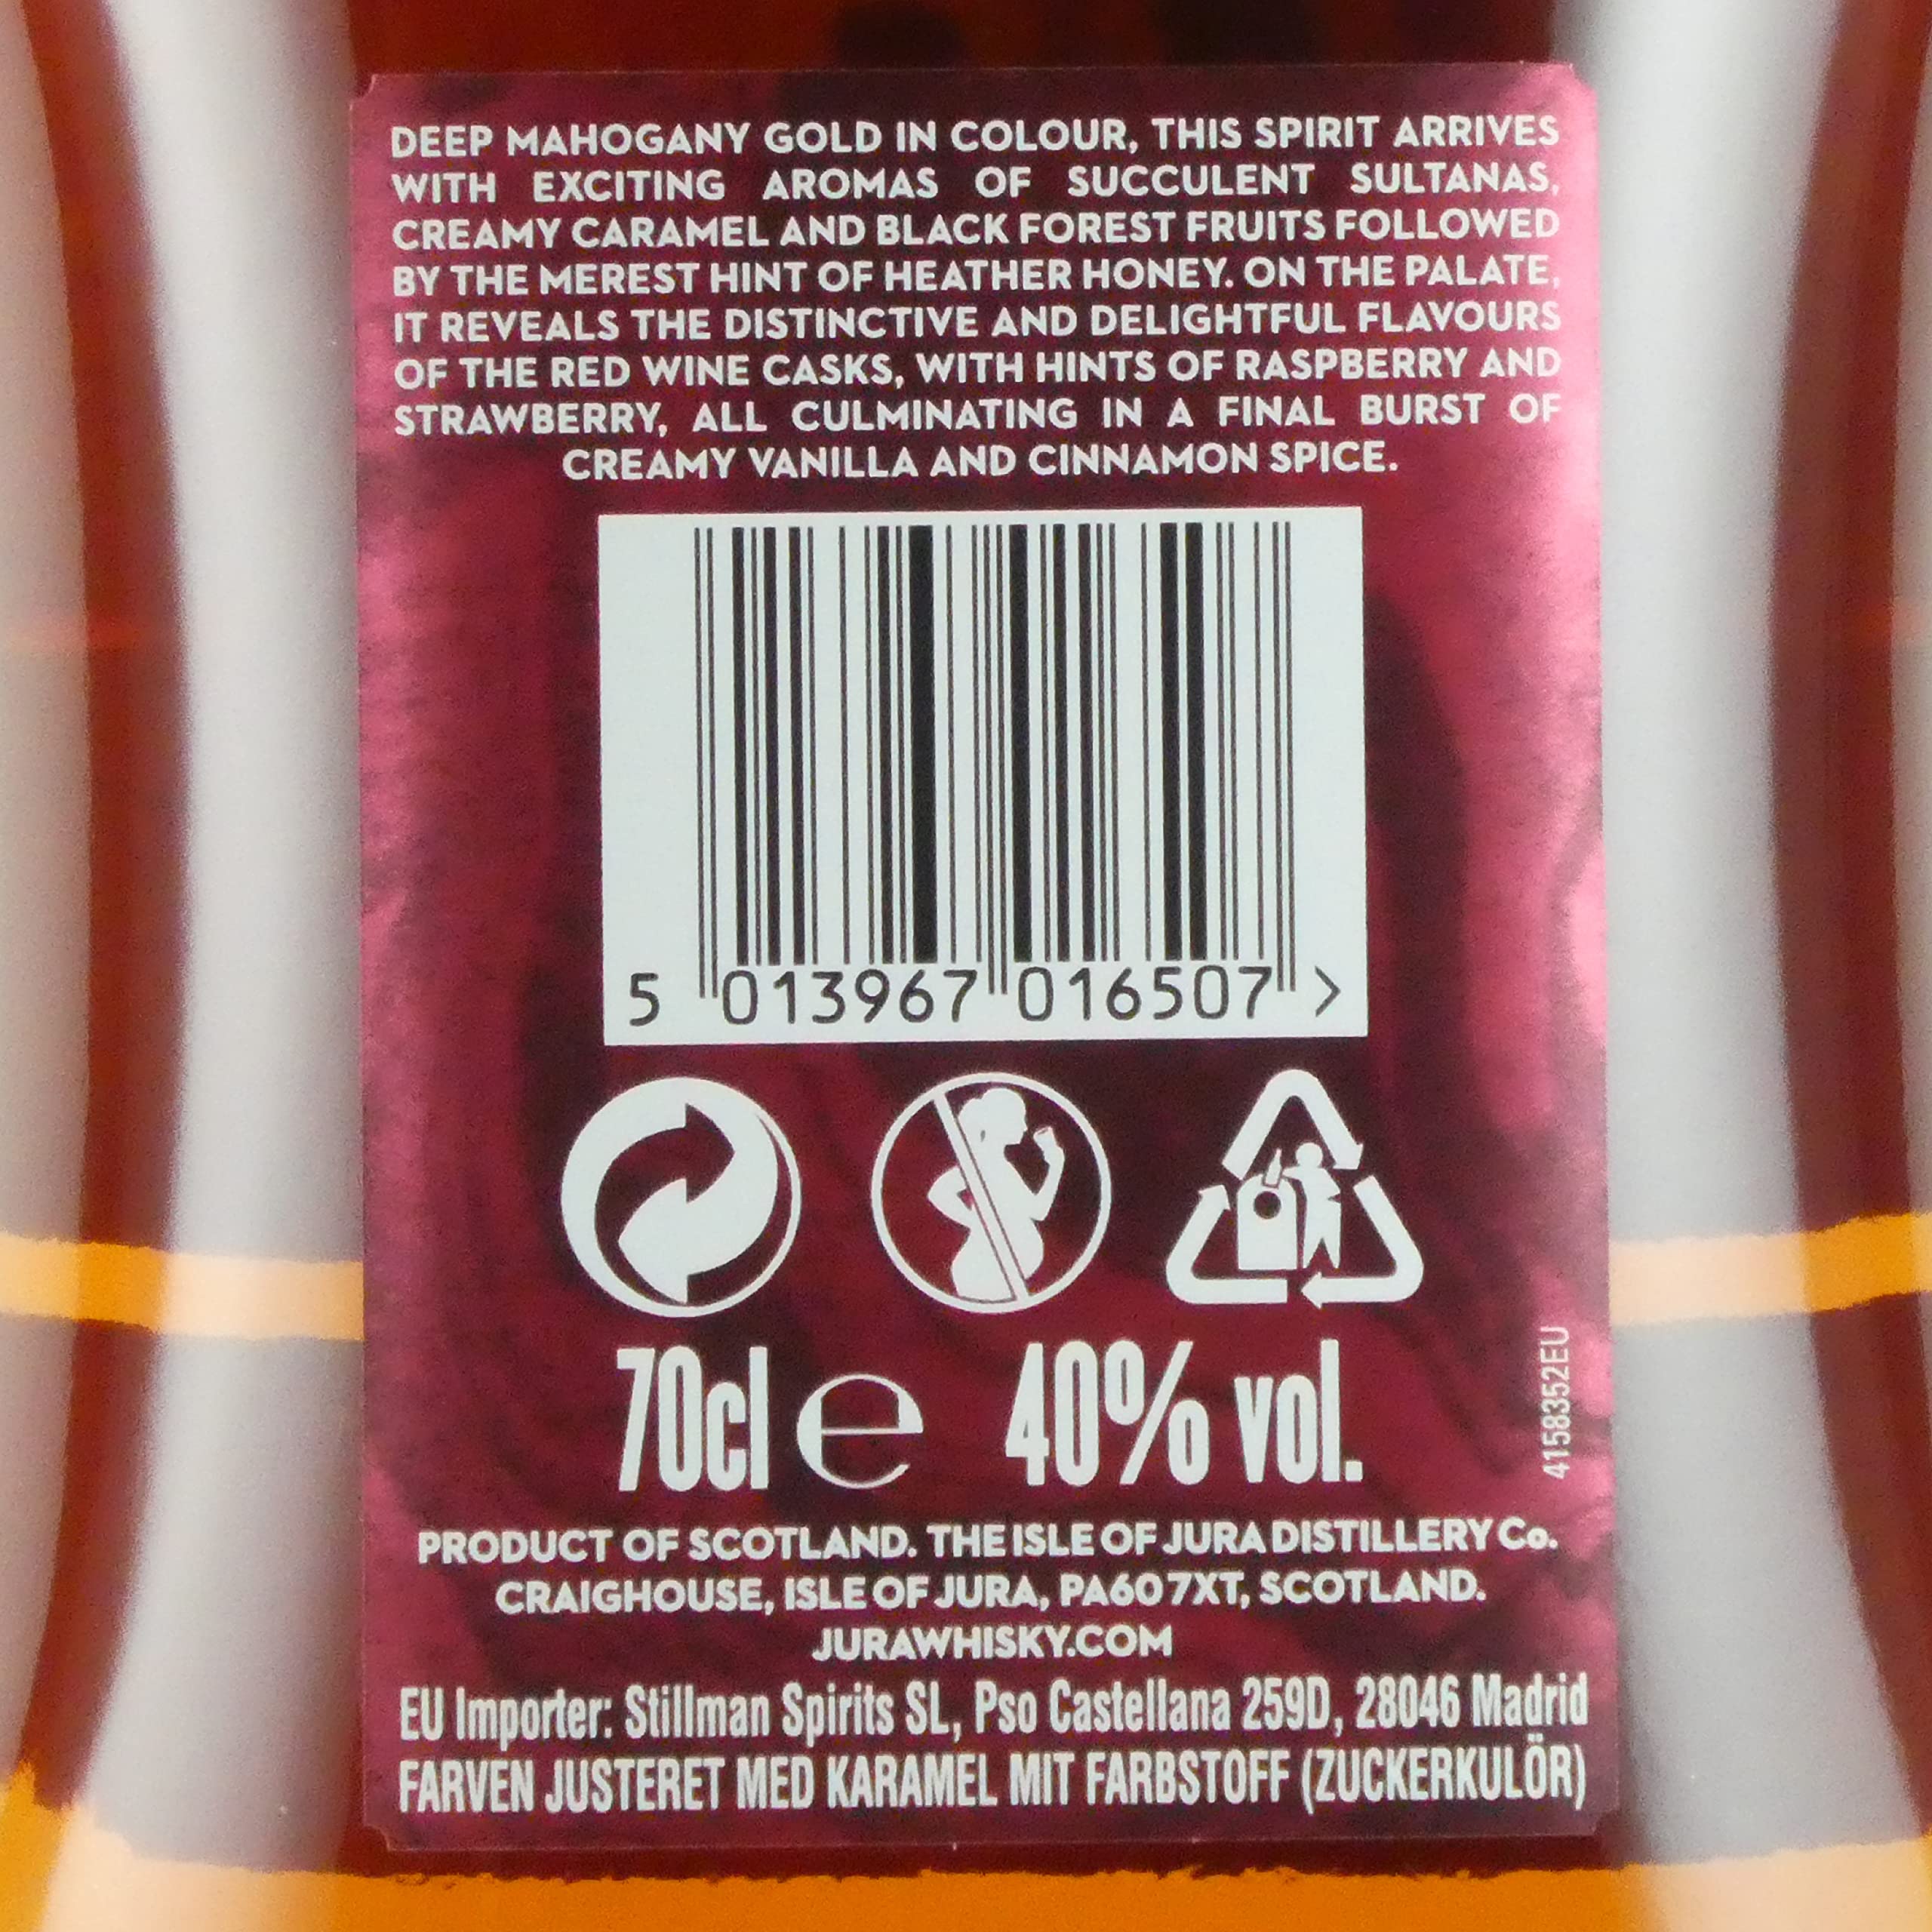 DEEP MAHOGANY GOLD IN COLOUR, THIS SPIRIT ARRIVES
WITH EXCITING AROMAS OF SUCCULENT SULTANAS,
CREAMY CARAMEL AND BLACK FOREST FRUITS FOLLOWED
BY THE MEREST HINT OF HEATHER HONEY. ON THE PALATE,
IT REVEALS THE DISTINCTIVE AND DELIGHTFUL FLAVOURS
OF THE RED WINE CASKS, WITH HINTS OF RASPBERRY AND
STRAWBERRY, ALL CULMINATING IN A FINAL BURST OF
CREAMY VANILLA AND CINNAMON SPICE.
5 013967 016507 >
70cl e 40% vol.
4158352EU
PRODUCT OF SCOTLAND. THE ISLE OF JURA DISTILLERY Co.
CRAIGHOUSE, ISLE OF JURA, PA60 7XT, SCOTLAND.
JURAWHISKY.COM
EU Importer: Stillman Spirits SL, Pso Castellana 259D, 28046 Madrid
FARVEN JUSTERET MED KARAMEL MIT FARBSTOFF (ZUCKERKULÖR)